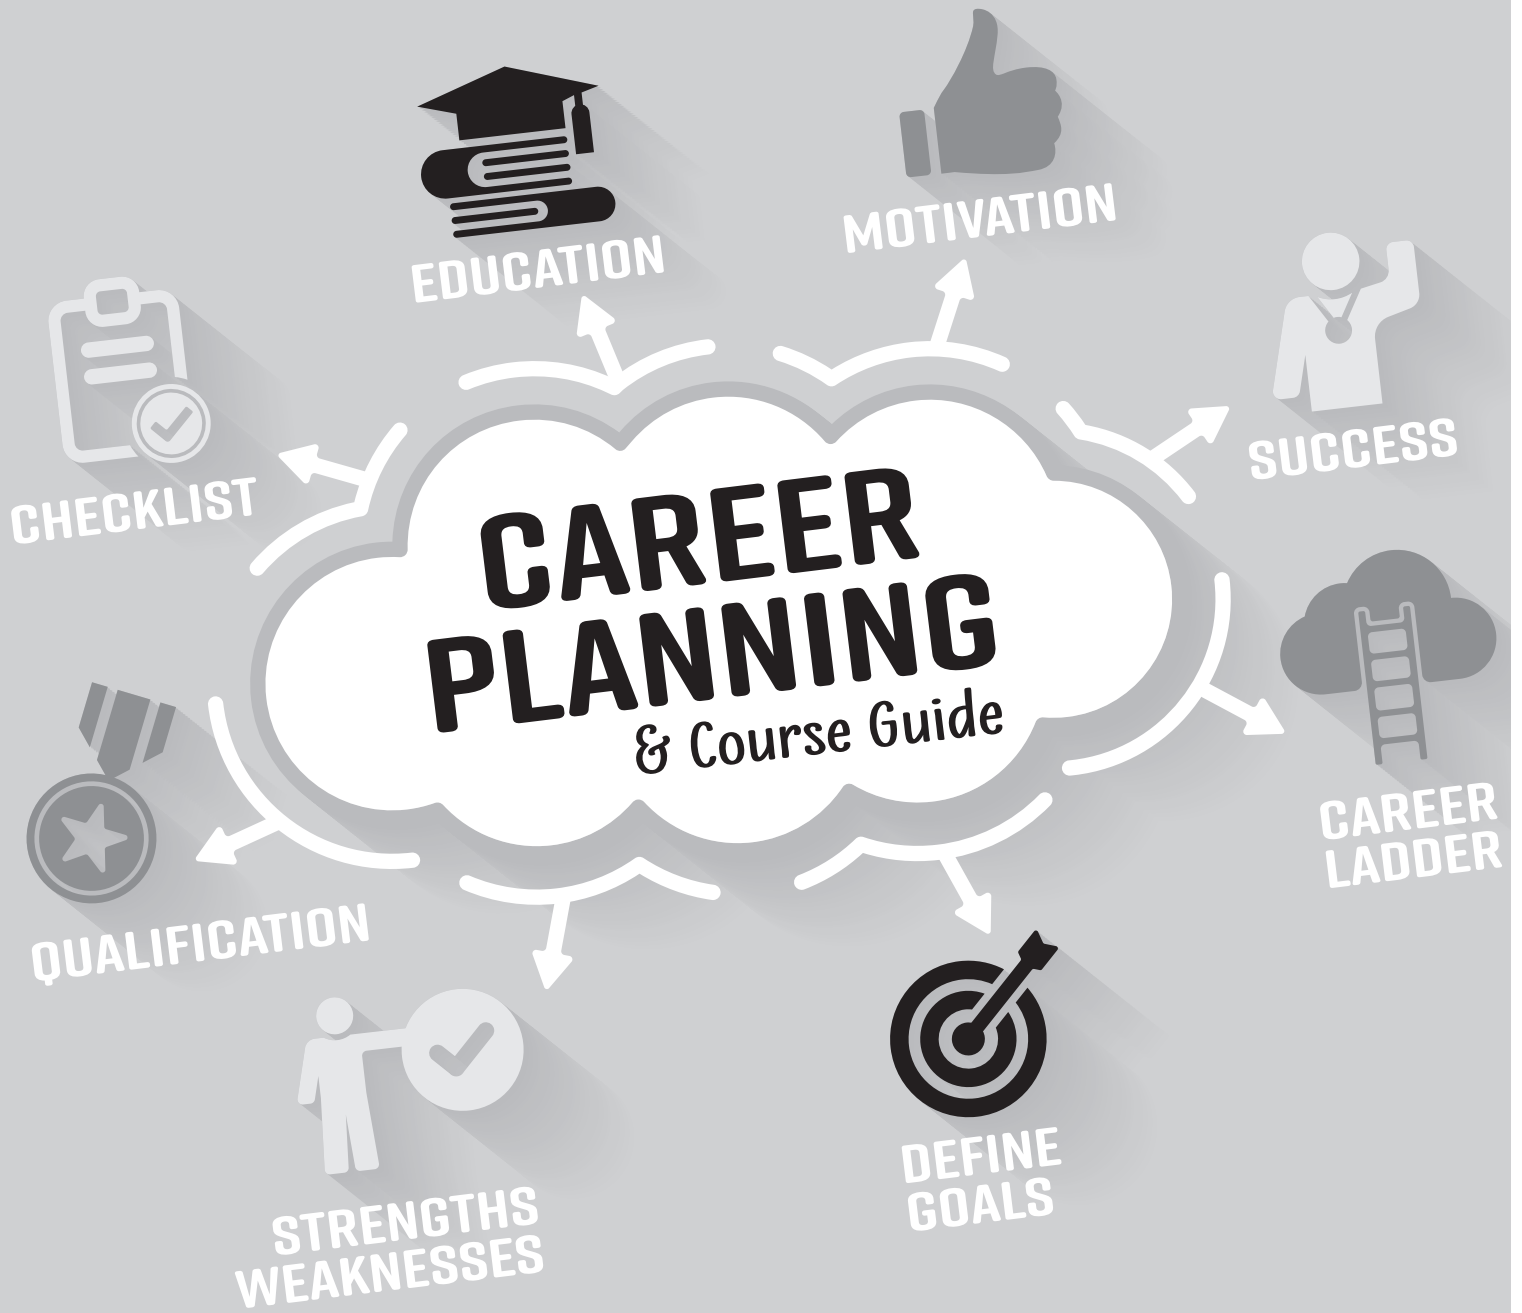 EDUCATION
MOTIVATION
CHECKLIST
SUCCESS
CAREER
PLANNING
& Course Guide
CAREER
LADDER
QUALIFICATION
STRENGTHS
WEAKNESSES
DEFINE
GOALS